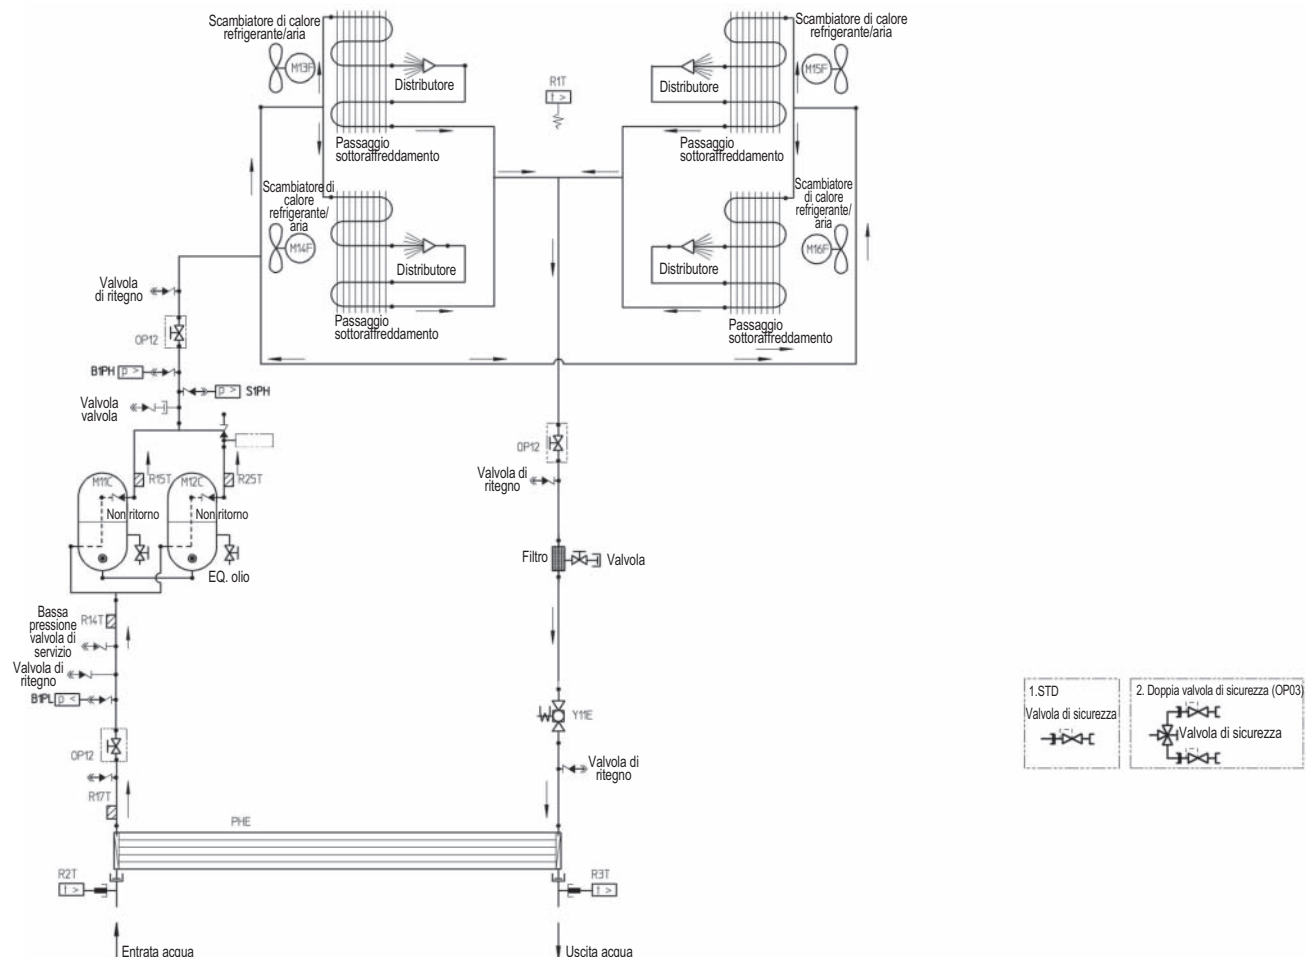 Scambiatore di calore
refrigerante/aria
M13F
Distributore
Passaggio
sottoraffreddamento
R1T
t >
Scambiatore di calore
refrigerante/aria
M15F
Distributore
Passaggio
sottoraffreddamento
Scambiatore di
calore
refrigerante/
aria
M14F
Distributore
Passaggio
sottoraffreddamento
Scambiatore
di calore
refrigerante/
aria
M16F
Distributore
Passaggio
sottoraffreddamento
Valvola
di ritegno
OP12
B1PH
p >
S1PH
p >
Valvola
valvola
M11C
R15T
M12C
R25T
Non ritorno
Non ritorno
EQ. olio
OP12
Valvola di
ritegno
Filtro
Valvola
Bassa
pressione
valvola di
servizio
R14T
Valvola di
ritegno
B1PL
p <
OP12
R17T
Y11E
Valvola di
ritegno
PHE
R2T
t >
R3T
t >
Entrata acqua
Uscita acqua
1.STD
Valvola di sicurezza
2. Doppia valvola di sicurezza (OP03)
Valvola di sicurezza